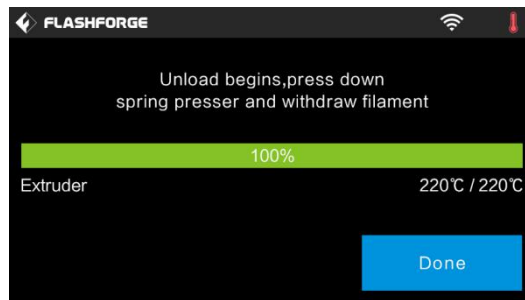 FLASHFORGE
Unload begins,press down
spring presser and withdraw filament
100%
Extruder 220℃ / 220℃
Done